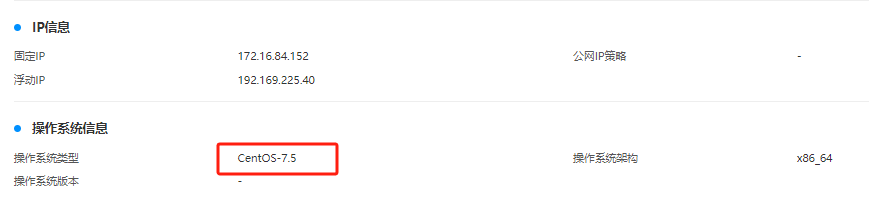 IP信息
固定IP 172.16.84.152 公网IP策略 -
浮动IP 192.169.225.40
操作系统信息
操作系统类型 CentOS-7.5 操作系统架构 x86_64
操作系统版本 -